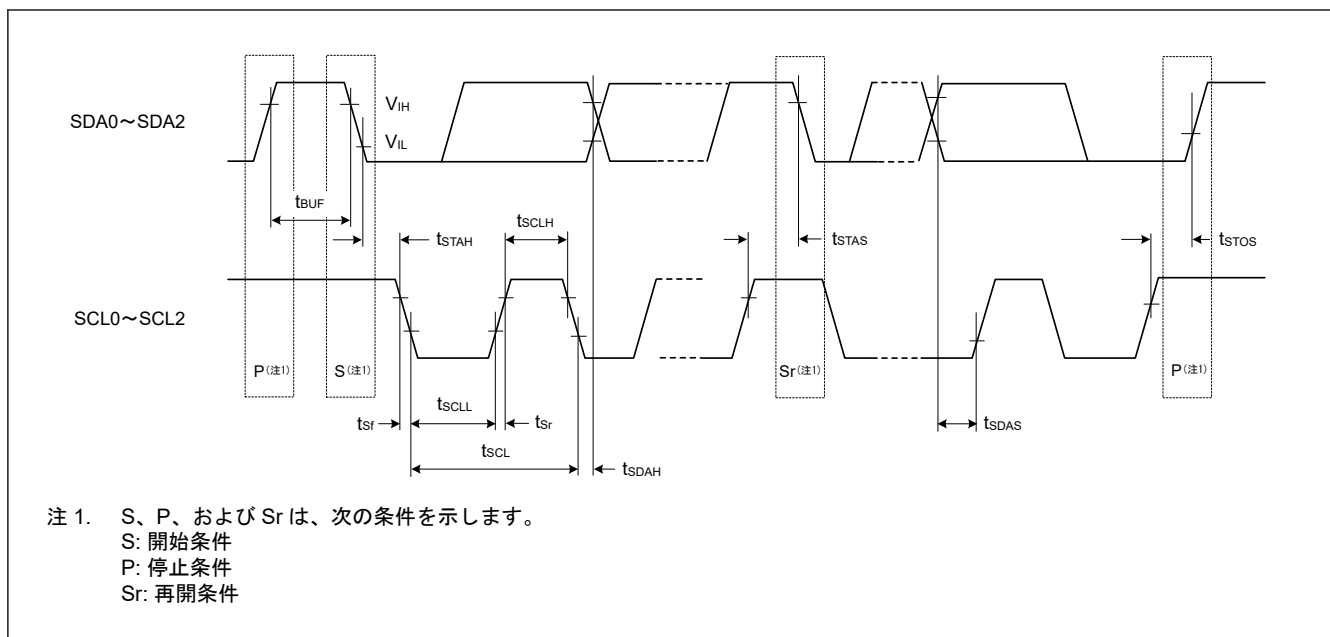 SDA0~SDA2
VIH
VIL
tBUF
tSTAH
tSCLH
tSTAS
tSTOS
SCL0~SCL2
P(注1)
S(注1)
Sr(注1)
P(注1)
tSf
tSCLL
tSr
tSCL
tSDAH
tSDAS
注 1. S、P、および Sr は、次の条件を示します。
S: 開始条件
P: 停止条件
Sr: 再開条件